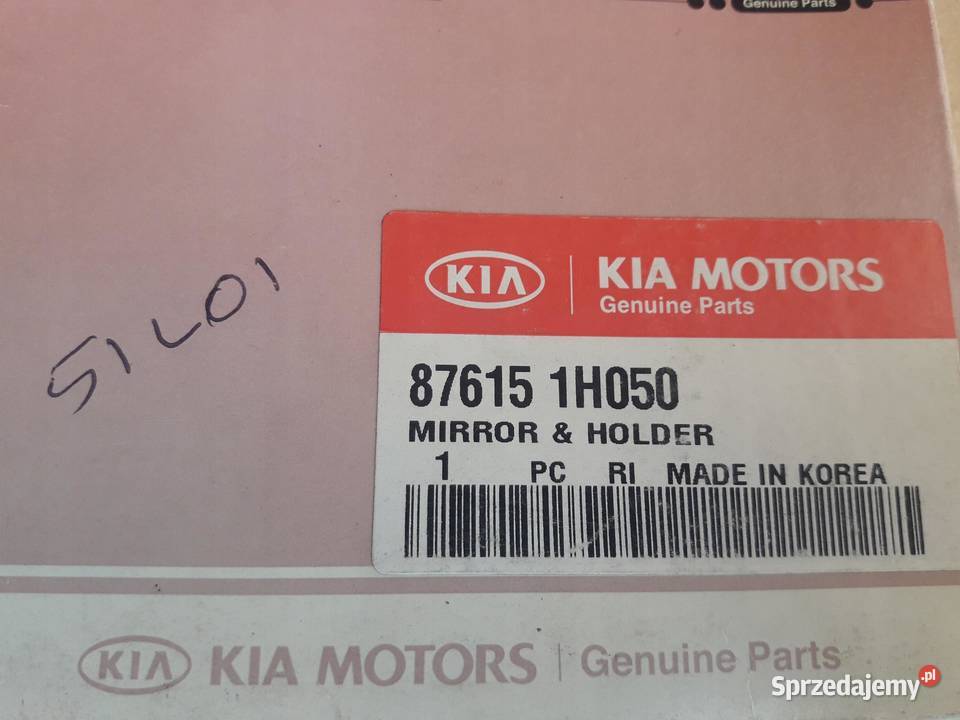 Genuine Parts
51L01
KIA | KIA MOTORS
Genuine Parts
87615 1H050
MIRROR & HOLDER
1 PC RI MADE IN KOREA
KIA KIA MOTORS | Genuine Parts
Sprzedajemy.pl